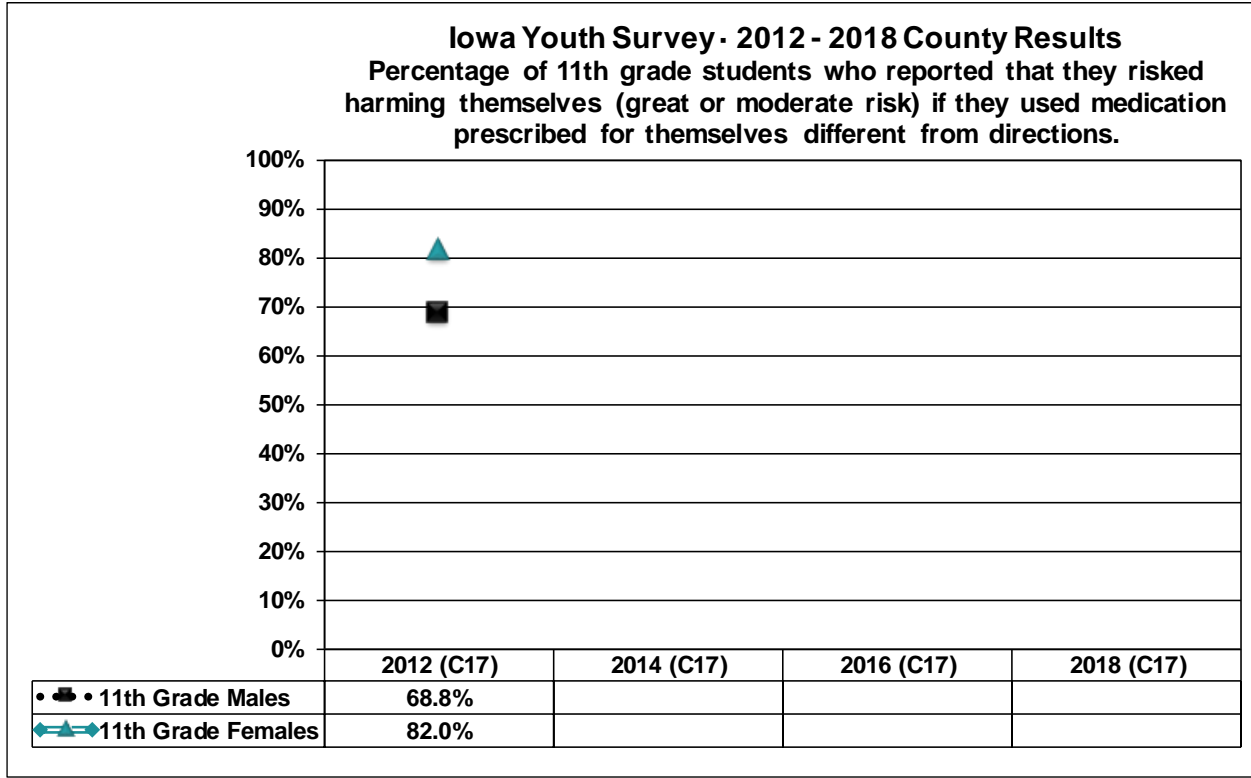 Iowa Youth Survey · 2012 - 2018 County Results
Percentage of 11th grade students who reported that they risked
harming themselves (great or moderate risk) if they used medication
prescribed for themselves different from directions.
100%
90%
80%
70%
60%
50%
40%
30%
20%
10%
0%
2012 (C17) 2014 (C17) 2016 (C17) 2018 (C17)
11th Grade Males 68.8%
11th Grade Females 82.0%